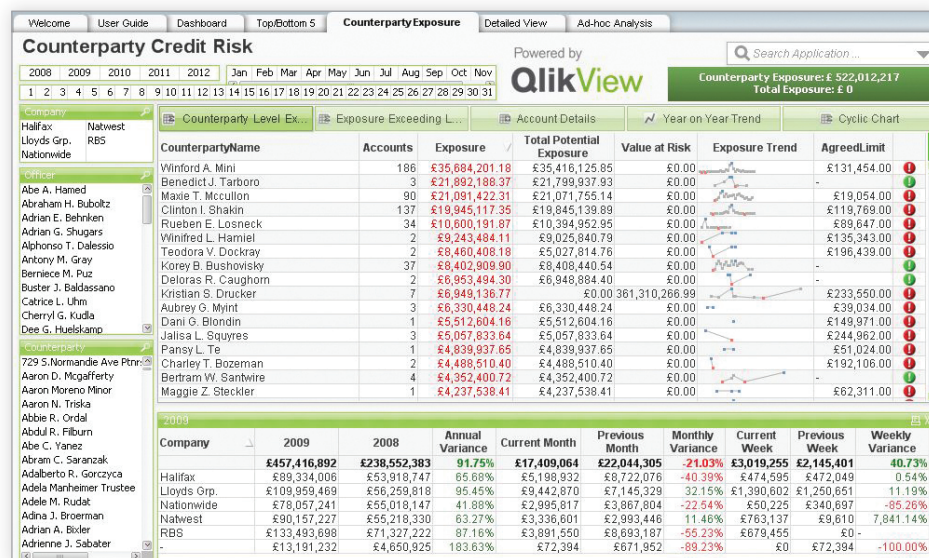 Welcome User Guide Dashboard Top/Bottom 5 Counterparty Exposure Detailed View Ad-hoc Analysis
Counterparty Credit Risk
Powered by
QlikView
Search Application...
2008 2009 2010 2011 2012 Jan Feb Mar Apr May Jun Jul Aug Sep Oct Nov
1 2 3 4 5 6 7 8 9 10 11 12 13 14 15 16 17 18 19 20 21 22 23 24 25 26 27 28 29 30 31
Counterparty Exposure: £ 522,012,217
Total Exposure: £ 0
Company
Halifax Natwest
Lloyds Grp. RBS
Nationwide
Officer
Abe A. Hamed
Abraham H. Buboltz
Adrian E. Behnken
Adrian G. Shugars
Alphonso T. Dalessio
Antony M. Gray
Berniece M. Puz
Buster J. Baldassano
Catrice L. Uhm
Cherryl G. Kudla
Dee G. Huelskamp
Counterparty
729 S.Normandie Ave Ptnr:
Aaron D. Mcgafferty
Aaron Moreno Minor
Aaron N. Triska
Abbie R. Ordal
Abdul R. Filburn
Abe C. Yanez
Abram C. Saranzak
Adalberto R. Gorczyca
Adela Manheimer Trustee
Adele M. Rudat
Adina J. Broerman
Adrian A. Bixler
Adrienne J. Sabater
Counterparty Level Ex... Exposure Exceeding L... Account Details Year on Year Trend Cyclic Chart
CounterpartyName Accounts Exposure Total Potential Exposure Value at Risk Exposure Trend AgreedLimit
Winford A. Mini 186 £35,684,201.18 £35,416,125.85 £0.00 £131,454.00
Benedict J. Tarboro 3 £21,892,188.37 £21,799,937.93 £0.00 -
Maxie T. Mccullon 90 £21,091,422.31 £21,071,755.14 £0.00 £19,054.00
Clinton I. Shakin 137 £19,945,117.35 £19,845,139.89 £0.00 £119,769.00
Rueben E. Losneck 34 £10,600,191.87 £10,394,952.95 £0.00 £89,647.00
Winifred L. Hamiel 2 £9,243,484.11 £9,025,840.79 £0.00 £135,343.00
Teodora V. Dockray 2 £8,460,408.18 £5,027,814.76 £0.00 £196,439.00
Korey B. Bushovisky 37 £8,402,909.90 £8,408,440.54 £0.00 -
Deloras R. Caughorn 2 £6,953,494.30 £6,948,884.40 £0.00 -
Kristian S. Drucker 7 £6,949,136.77 £0.00 361,310,266.99 £233,550.00
Aubrey G. Myint 3 £6,330,448.24 £6,330,448.24 £0.00 £39,034.00
Dani G. Blondin 1 £5,512,604.16 £5,512,604.16 £0.00 £149,971.00
Jalisa L. Squyres 3 £5,057,833.64 £5,057,833.64 £0.00 £244,962.00
Pansy L. Te 1 £4,839,937.65 £4,839,937.65 £0.00 £51,024.00
Charley T. Bozeman 2 £4,488,510.40 £4,488,510.40 £0.00 £192,106.00
Bertram W. Santwire 4 £4,352,400.72 £4,352,400.72 £0.00 -
Maggie Z. Steckler 1 £4,237,538.41 £4,237,538.41 £0.00 £62,311.00
2009
Company 2009 2008 Annual Variance Current Month Previous Month Monthly Variance Current Week Previous Week Weekly Variance
£457,416,892 £238,552,383 91.75% £17,409,064 £22,044,305 -21.03% £3,019,255 £2,145,401 40.73%
Halifax £89,334,006 £53,918,747 65.68% £5,198,932 £8,722,076 -40.39% £474,595 £472,049 0.54%
Lloyds Grp. £109,959,469 £56,259,818 95.45% £9,442,870 £7,145,329 32.15% £1,390,602 £1,250,651 11.19%
Nationwide £78,057,241 £55,018,147 41.88% £2,995,817 £3,867,804 -22.54% £50,225 £340,697 -85.26%
Natwest £90,157,227 £55,218,330 63.27% £3,336,601 £2,993,446 11.46% £763,137 £9,610 7,841.14%
RBS £133,493,698 £71,327,222 87.16% £3,891,550 £8,693,187 -55.23% £679,455 £0 -
- £13,191,232 £4,650,925 183.63% £72,394 £671,952 -89.23% £0 £72,394 -100.00%